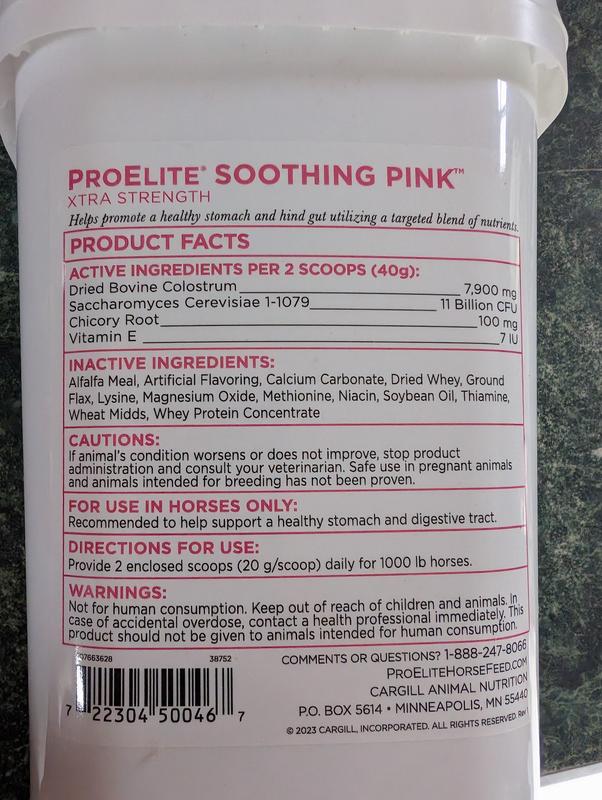 PROELITE® SOOTHING PINK™
XTRA STRENGTH
Helps promote a healthy stomach and hind gut utilizing a targeted blend of nutrients.
PRODUCT FACTS
ACTIVE INGREDIENTS PER 2 SCOOPS (40g):
Dried Bovine Colostrum 7,900 mg
Saccharomyces Cerevisiae 1-1079 11 Billion CFU
Chicory Root 100 mg
Vitamin E 7 IU
INACTIVE INGREDIENTS:
Alfalfa Meal, Artificial Flavoring, Calcium Carbonate, Dried Whey, Ground
Flax, Lysine, Magnesium Oxide, Methionine, Niacin, Soybean Oil, Thiamine,
Wheat Midds, Whey Protein Concentrate
CAUTIONS:
If animal's condition worsens or does not improve, stop product
administration and consult your veterinarian. Safe use in pregnant animals
and animals intended for breeding has not been proven.
FOR USE IN HORSES ONLY:
Recommended to help support a healthy stomach and digestive tract.
DIRECTIONS FOR USE:
Provide 2 enclosed scoops (20 g/scoop) daily for 1000 lb horses.
WARNINGS:
Not for human consumption. Keep out of reach of children and animals. In
case of accidental overdose, contact a health professional immediately. This
product should not be given to animals intended for human consumption.
38752
7 22304 50046 7
COMMENTS OR QUESTIONS? 1-888-247-8066
PROELITEHORSEFEED.COM
CARGILL ANIMAL NUTRITION
P.O. BOX 5614 • MINNEAPOLIS, MN 55440
© 2023 CARGILL, INCORPORATED. ALL RIGHTS RESERVED.